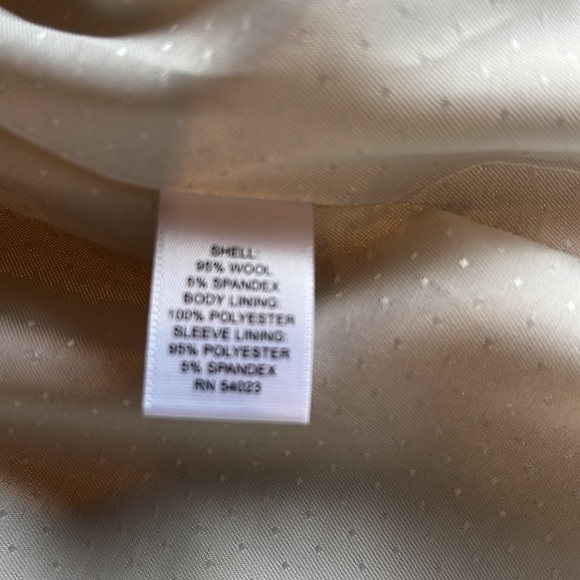 SHELL:
95% WOOL
5% SPANDEX
BODY LINING:
100% POLYESTER
SLEEVE LINING:
95% POLYESTER
5% SPANDEX
RN 54023